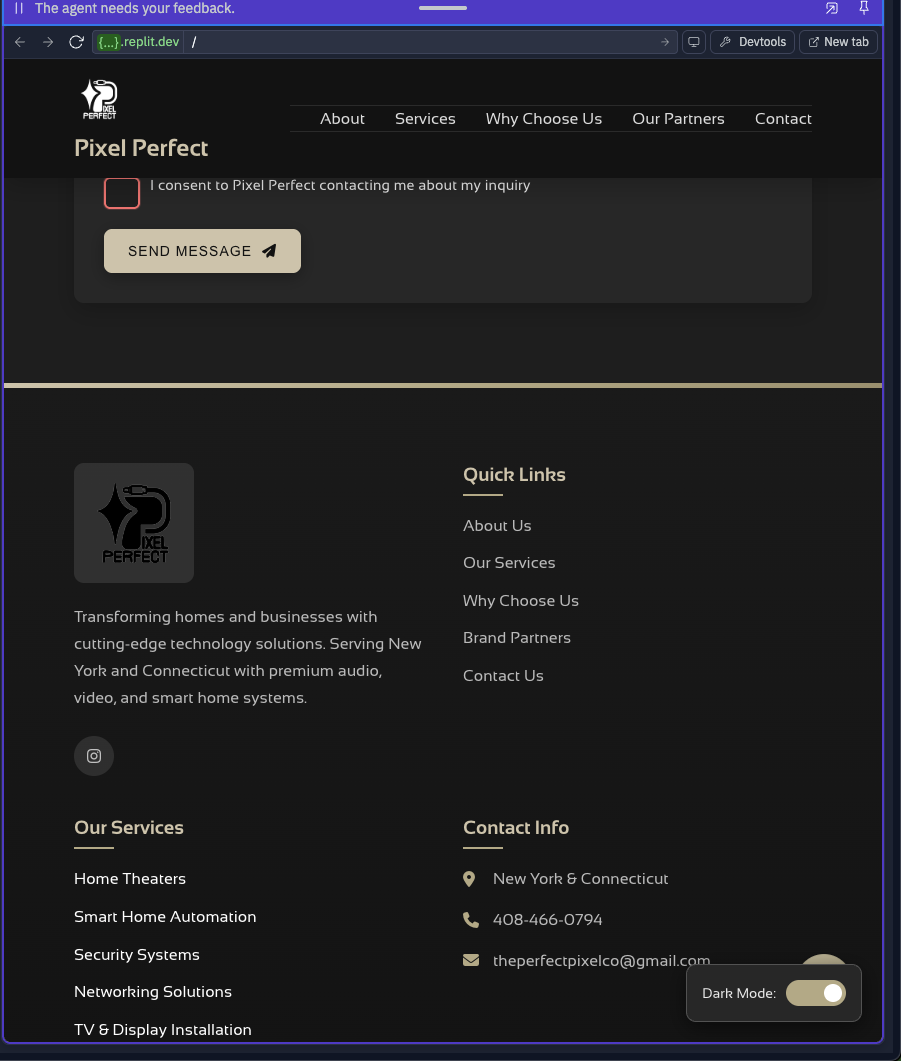 The agent needs your feedback.
{...}.replit.dev /
Devtools
New tab
PIXEL
PERFECT
Pixel Perfect
About
Services
Why Choose Us
Our Partners
Contact
I consent to Pixel Perfect contacting me about my inquiry
SEND MESSAGE
PIXEL
PERFECT
Transforming homes and businesses with
cutting-edge technology solutions. Serving New
York and Connecticut with premium audio,
video, and smart home systems.
Quick Links
About Us
Our Services
Why Choose Us
Brand Partners
Contact Us
Our Services
Home Theaters
Smart Home Automation
Security Systems
Networking Solutions
TV & Display Installation
Contact Info
New York & Connecticut
408-466-0794
theperfectpixelco@gmail.com
Dark Mode: